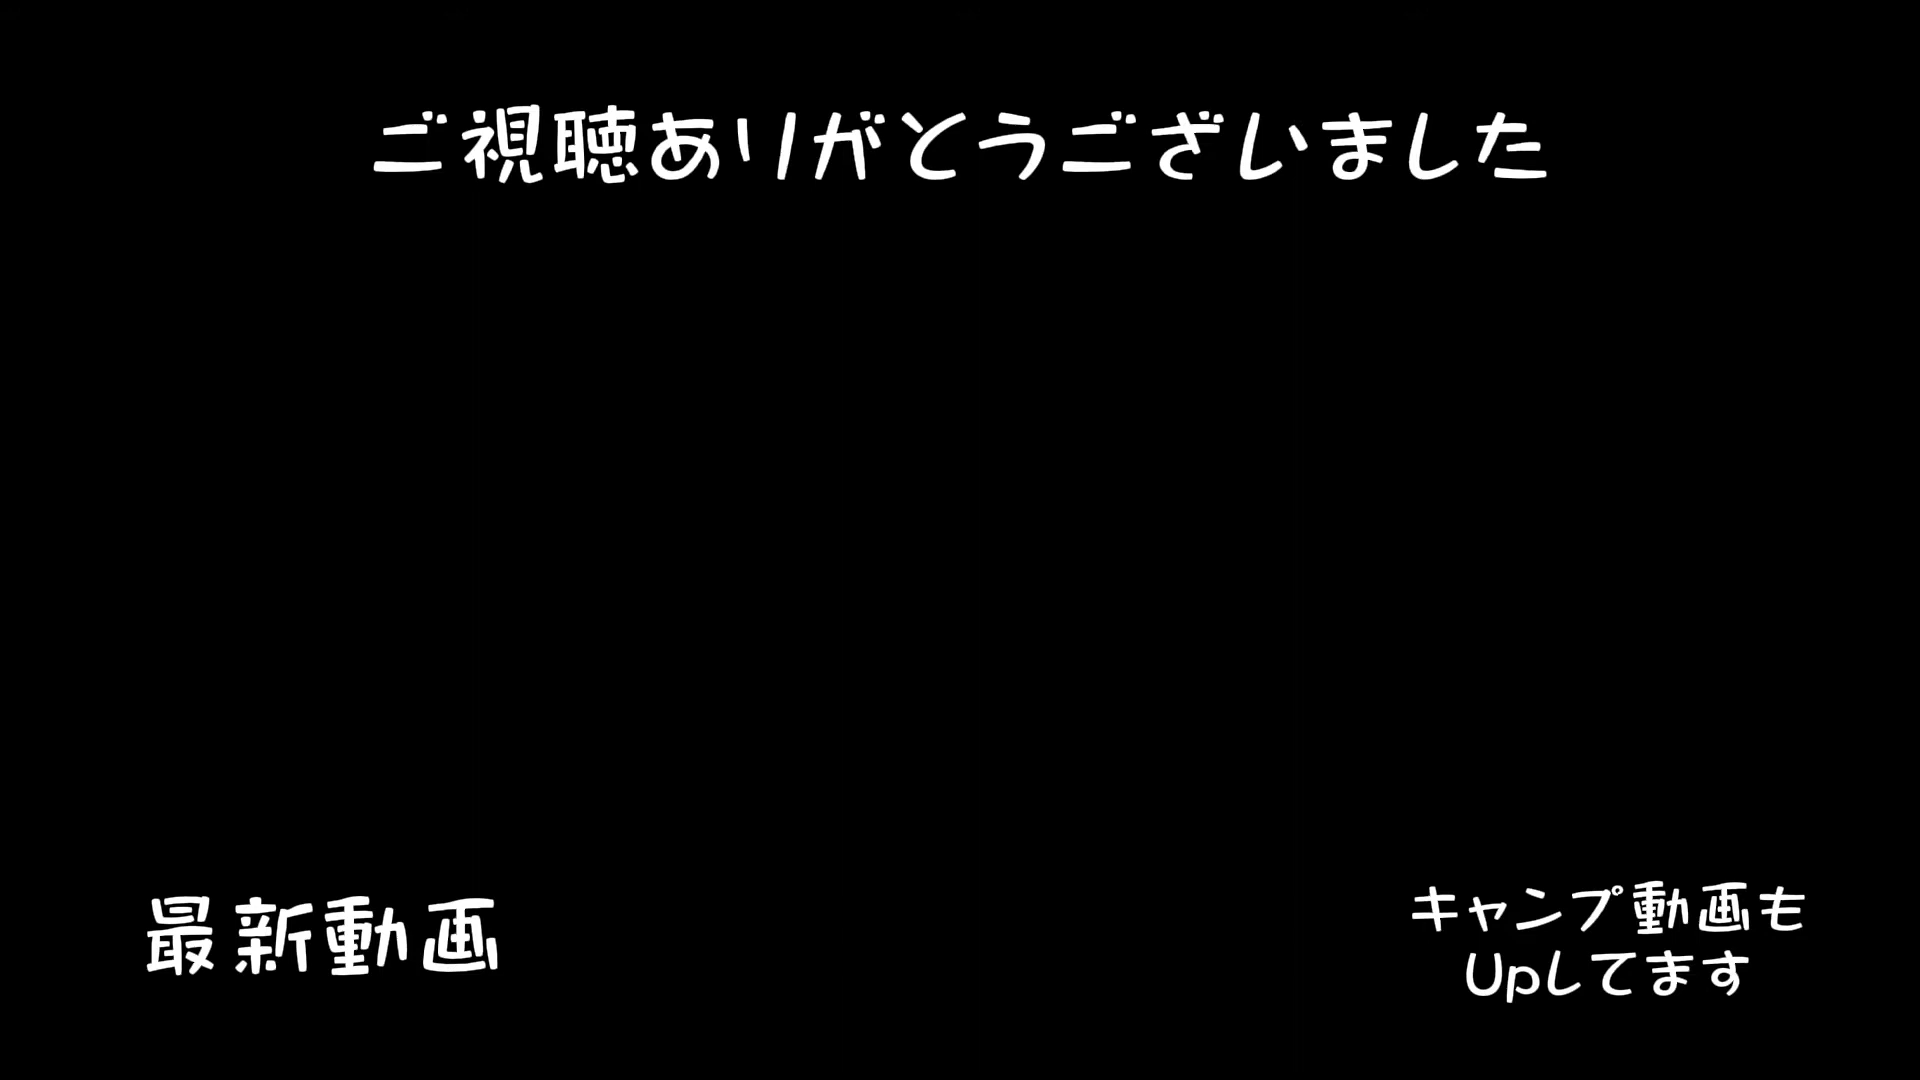 ご視聴ありがとうございました
最新動画
キャンプ動画も
Upしてます